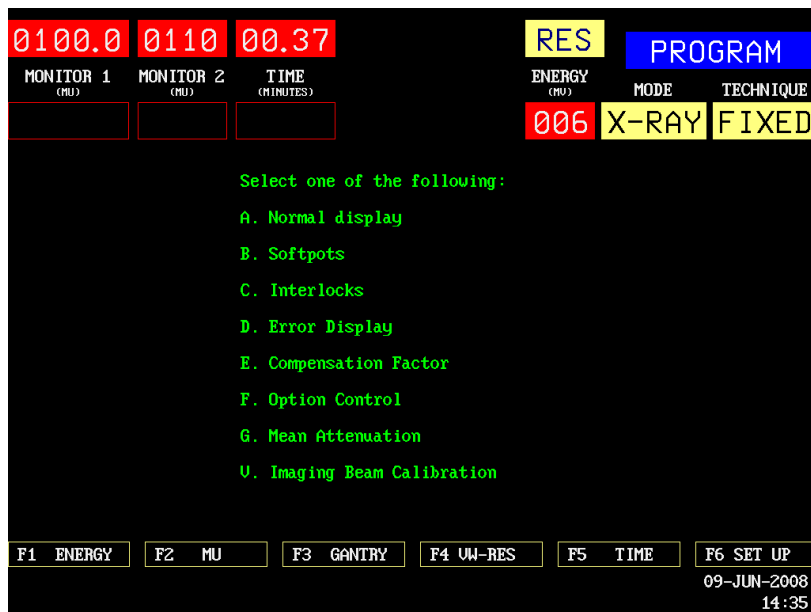 0100.0 0110 00.37 RES PROGRAM
MONITOR 1 MONITOR 2 TIME ENERGY
(MU) (MU) (MINUTES) (MV) MODE TECHNIQUE
006 X-RAY FIXED
Select one of the following:
A. Normal display
B. Softpots
C. Interlocks
D. Error Display
E. Compensation Factor
F. Option Control
G. Mean Attenuation
V. Imaging Beam Calibration
F1 ENERGY F2 MU F3 GANTRY F4 VW-RES F5 TIME F6 SET UP
09-JUN-2008
14:35